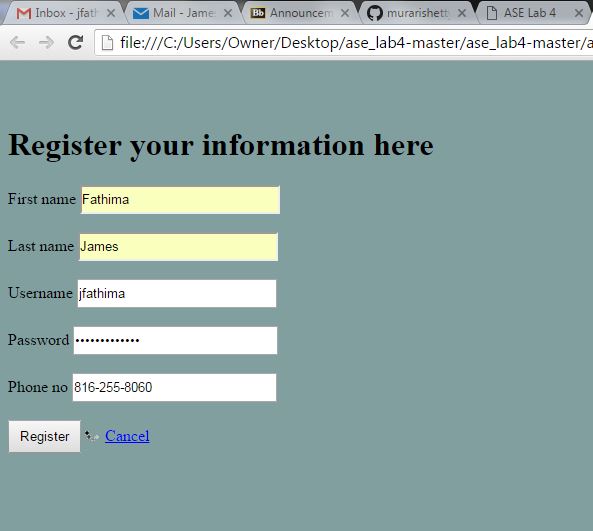 Inbox - jfath
Mail - Jame
Announcem
murarishett
ASE Lab 4
file:///C:/Users/Owner/Desktop/ase_lab4-master/ase_lab4-master/a
Register your information here
First name Fathima
Last name James
Username jfathima
Password •••••••••••••
Phone no 816-255-8060
Register Cancel